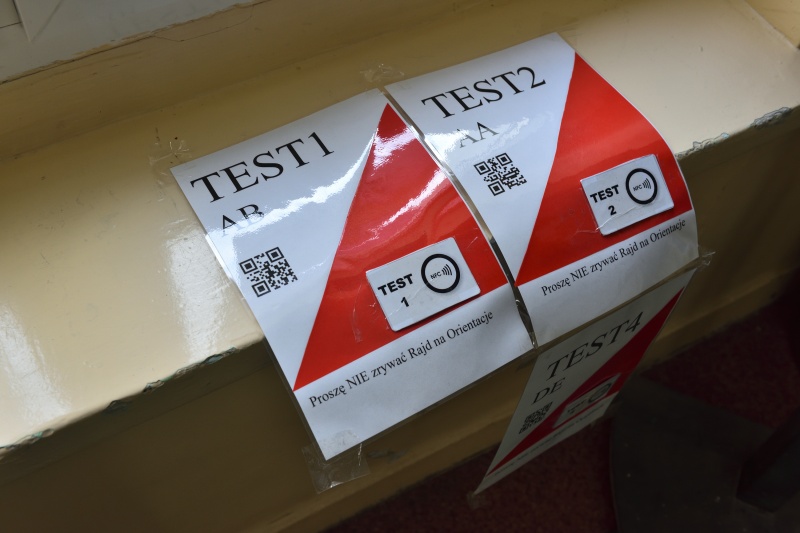 TEST1
AB
TEST
1
NFC
Proszę NIE zrywać Rajd na Orientacje
TEST2
AA
TEST
2
NFC
Proszę NIE zrywać Rajd na Orientacje
TEST4
DE